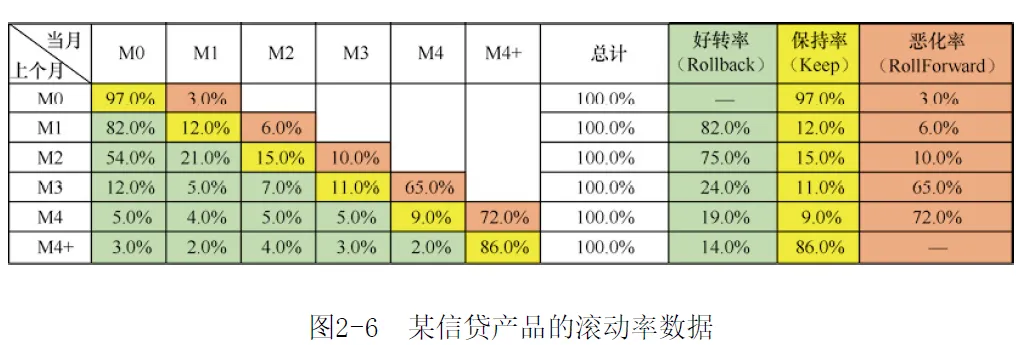 当月 M0 M1 M2 M3 M4 M4+ 总计 好转率 保持率 恶化率
上个月 (Rollback) (Keep) (RollForward)
M0 97.0% 3.0% 100.0% — 97.0% 3.0%
M1 82.0% 12.0% 6.0% 100.0% 82.0% 12.0% 6.0%
M2 54.0% 21.0% 15.0% 10.0% 100.0% 75.0% 15.0% 10.0%
M3 12.0% 5.0% 7.0% 11.0% 65.0% 100.0% 24.0% 11.0% 65.0%
M4 5.0% 4.0% 5.0% 5.0% 9.0% 72.0% 100.0% 19.0% 9.0% 72.0%
M4+ 3.0% 2.0% 4.0% 3.0% 2.0% 86.0% 100.0% 14.0% 86.0% —
图2-6 某信贷产品的滚动率数据